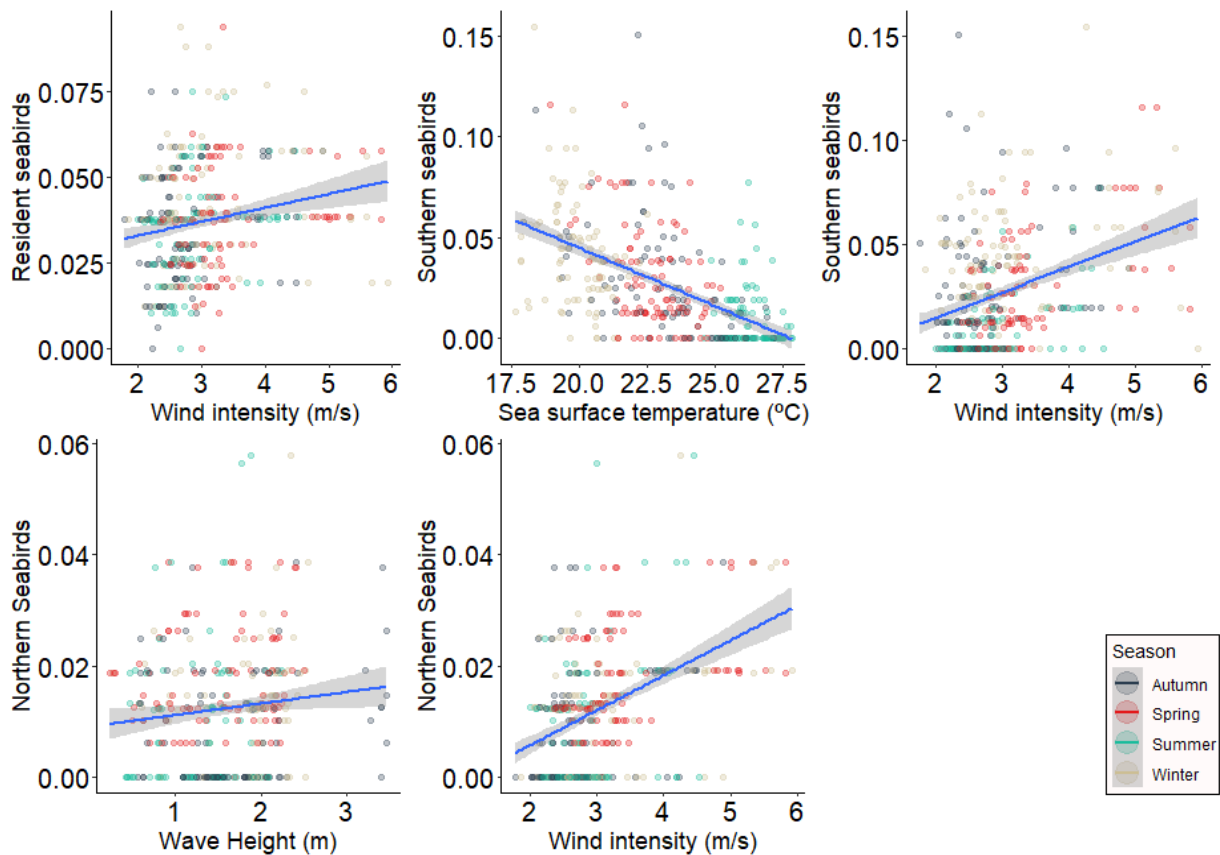 Resident seabirds
0.075
0.050
0.025
0.000
2 3 4 5 6
Wind intensity (m/s)
Southern seabirds
0.15
0.10
0.05
0.00
17.5 20.0 22.5 25.0 27.5
Sea surface temperature (ºC)
Southern seabirds
0.15
0.10
0.05
0.00
2 3 4 5 6
Wind intensity (m/s)
Northern Seabirds
0.06
0.04
0.02
0.00
1 2 3
Wave Height (m)
Northern Seabirds
0.06
0.04
0.02
0.00
2 3 4 5 6
Wind intensity (m/s)
Season
Autumn
Spring
Summer
Winter